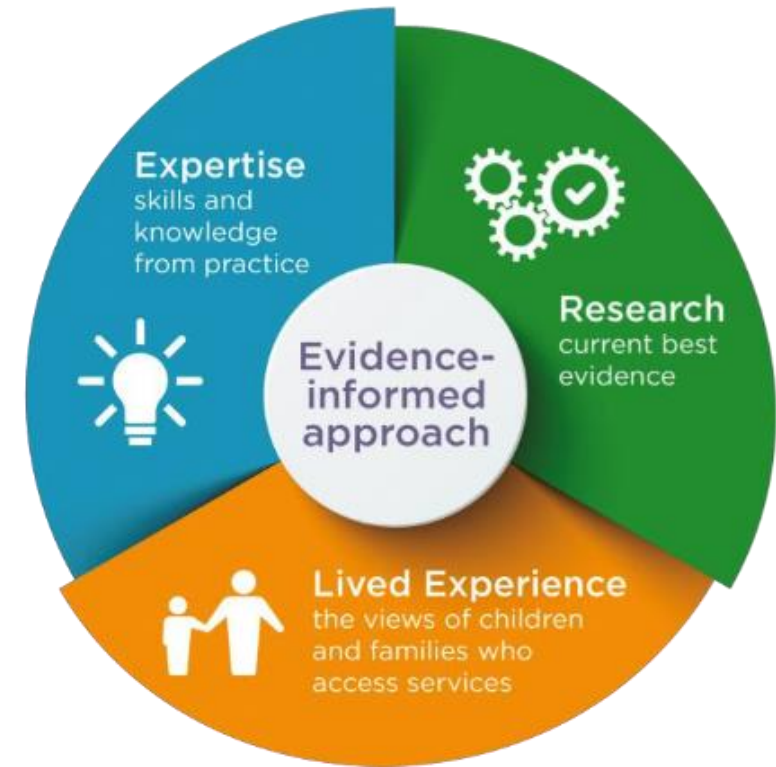 Expertise
skills and
knowledge
from practice
Research
current best
evidence
Evidence-
informed
approach
Lived Experience
the views of children
and families who
access services